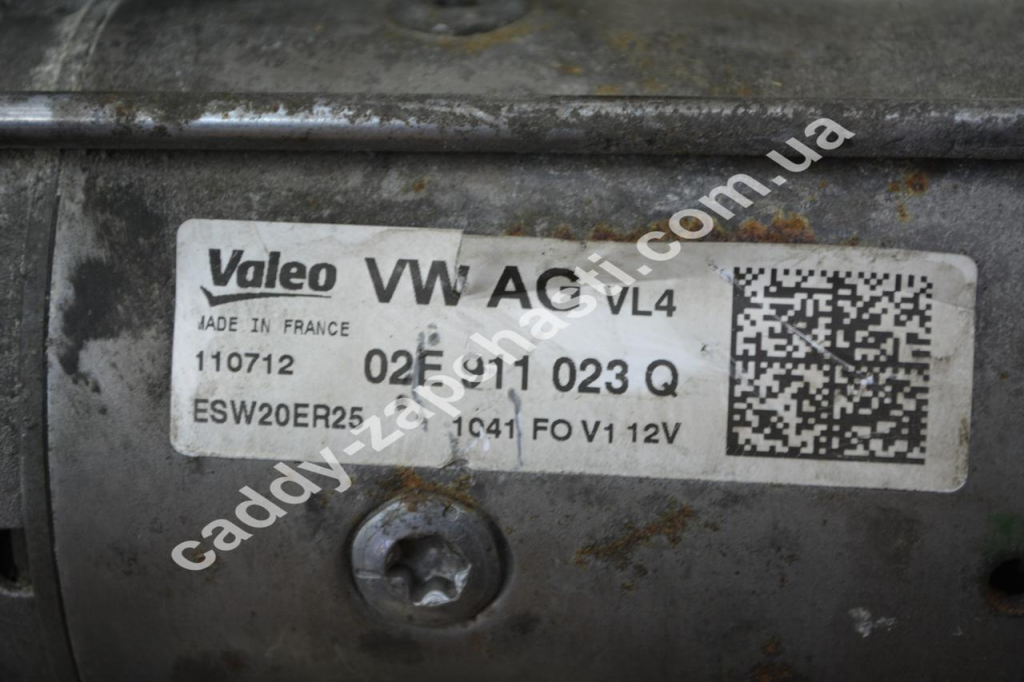 Valeo VW AG VL4
MADE IN FRANCE
110712 02E 911 023 Q
ESW20ER25 1041 FO V1 12V
caddy-zapchasti.com.ua